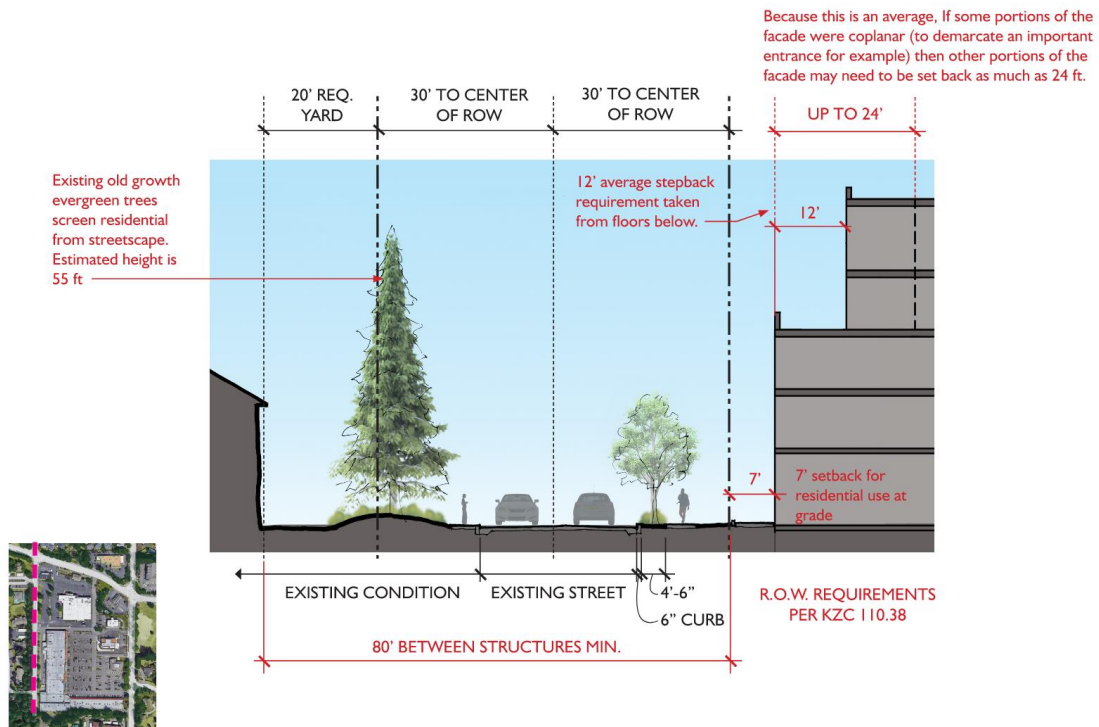 Because this is an average, If some portions of the
facade were coplanar (to demarcate an important
entrance for example) then other portions of the
facade may need to be set back as much as 24 ft.
20’ REQ.
YARD
30’ TO CENTER
OF ROW
30’ TO CENTER
OF ROW
UP TO 24’
Existing old growth
evergreen trees
screen residential
from streetscape.
Estimated height is
55 ft
12’ average stepback
requirement taken
from floors below.
12’
7’
7’ setback for
residential use at
grade
EXISTING CONDITION
EXISTING STREET
4’-6”
6” CURB
R.O.W. REQUIREMENTS
PER KZC 110.38
80’ BETWEEN STRUCTURES MIN.